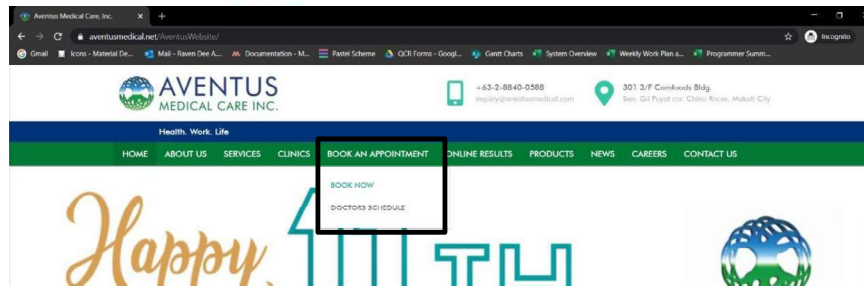 Aventus Medical Care, Inc.
aventusmedical.net/AventusWebsite/
Incognito
Gmail Icons - Material De... Mail - Raven Dee A... Documentation - M... Pastel Scheme QCR Forms - Googl... Gantt Charts System Overview Weekly Work Plan a... Programmer Summ...
AVENTUS
MEDICAL CARE INC.
+63-2-8840-0588
inquiry@aventusmedical.com
301 3/F Comfoods Bldg.
Sen. Gil Puyat cor. Chino Roces, Makati City
Health. Work. Life
HOME ABOUT US SERVICES CLINICS BOOK AN APPOINTMENT ONLINE RESULTS PRODUCTS NEWS CAREERS CONTACT US
BOOK NOW
DOCTORS SCHEDULE
Happy 11TH